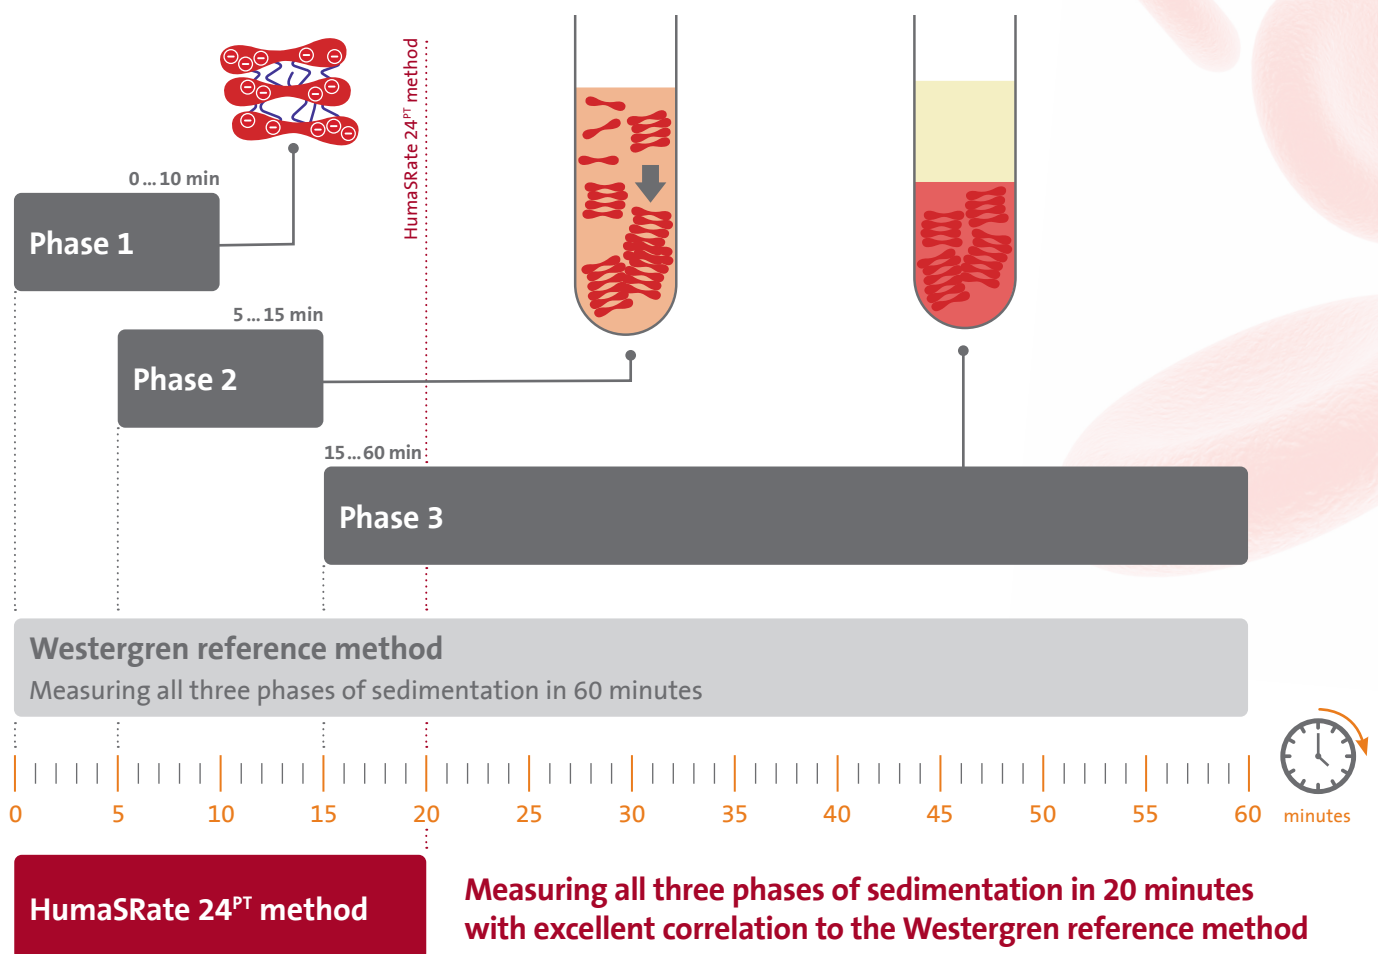 HumaSRate 24PT method
0...10 min
Phase 1
5...15 min
Phase 2
15...60 min
Phase 3
Westergren reference method
Measuring all three phases of sedimentation in 60 minutes
0 5 10 15 20 25 30 35 40 45 50 55 60 minutes
HumaSRate 24PT method
Measuring all three phases of sedimentation in 20 minutes
with excellent correlation to the Westergren reference method